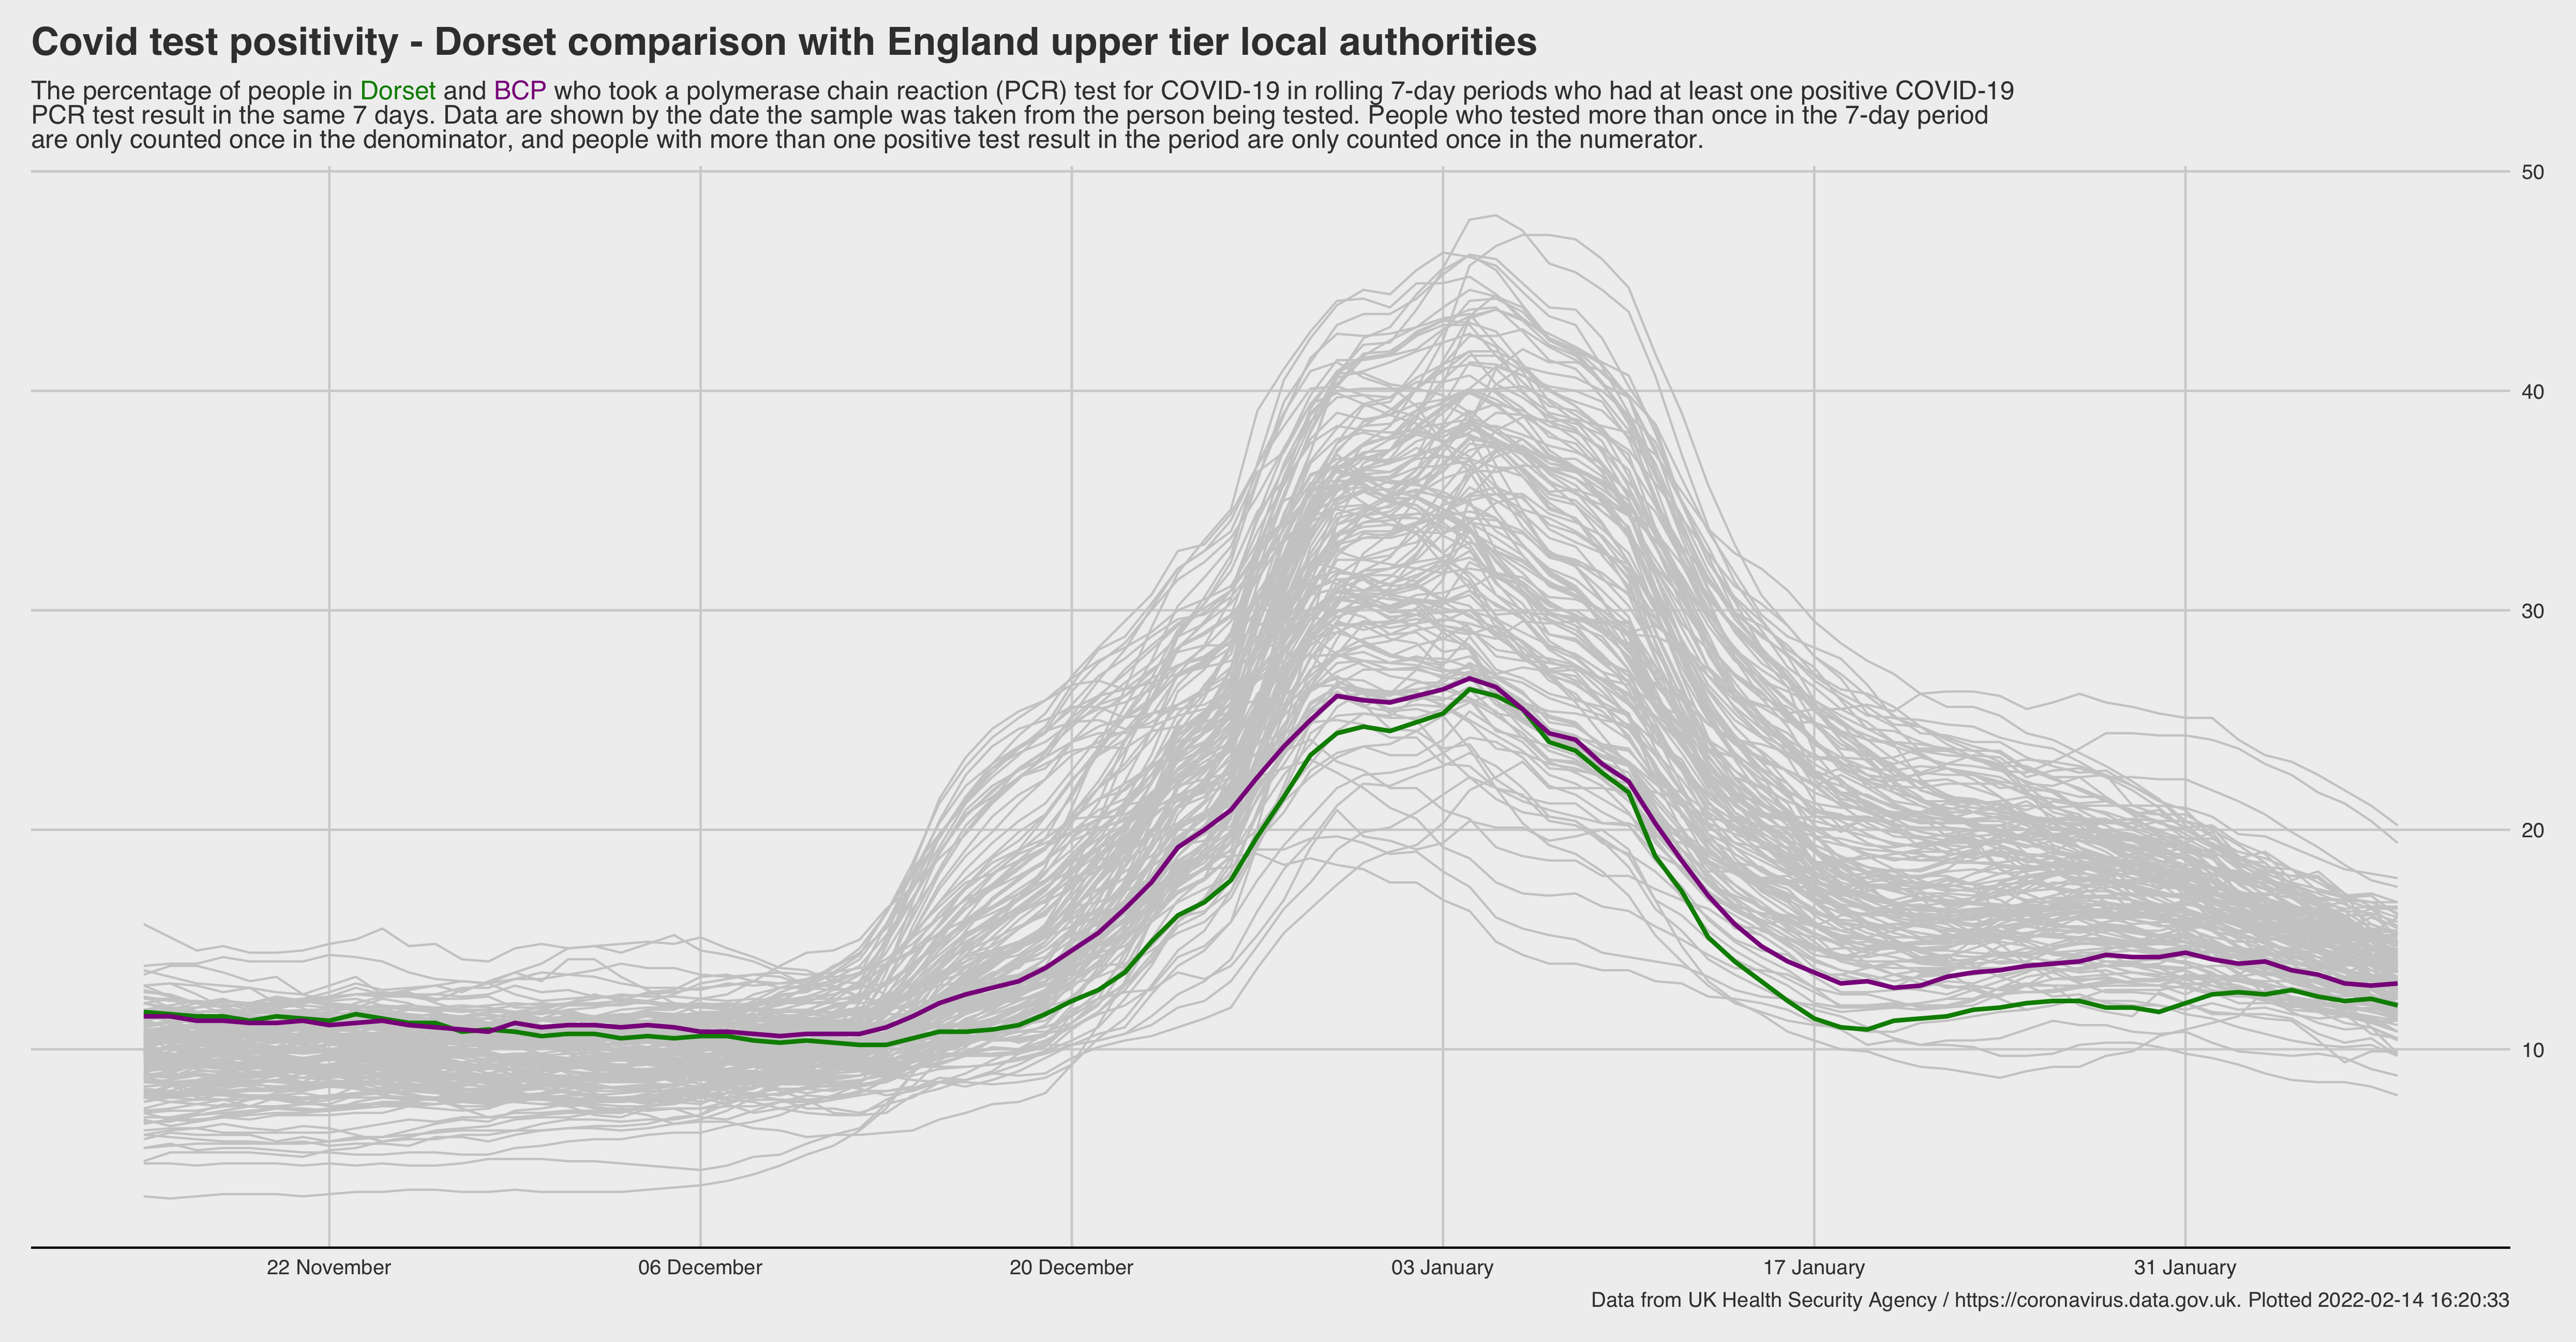 Covid test positivity - Dorset comparison with England upper tier local authorities
The percentage of people in Dorset and BCP who took a polymerase chain reaction (PCR) test for COVID-19 in rolling 7-day periods who had at least one positive COVID-19
PCR test result in the same 7 days. Data are shown by the date the sample was taken from the person being tested. People who tested more than once in the 7-day period
are only counted once in the denominator, and people with more than one positive test result in the period are only counted once in the numerator.
50
40
30
20
10
22 November
06 December
20 December
03 January
17 January
31 January
Data from UK Health Security Agency / https://coronavirus.data.gov.uk. Plotted 2022-02-14 16:20:33